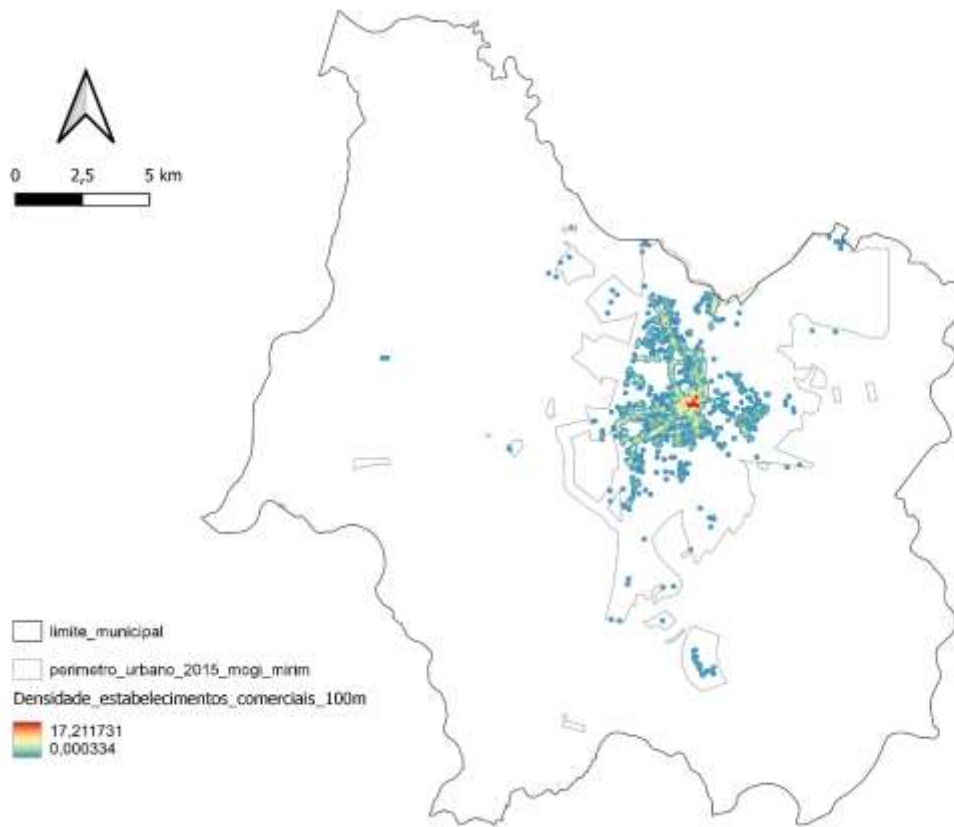 0 2,5 5 km
limite_municipal
perimetro_urbano_2015_mogi_mirim
Densidade_estabelecimentos_comerciais_100m
17,211731
0,000334